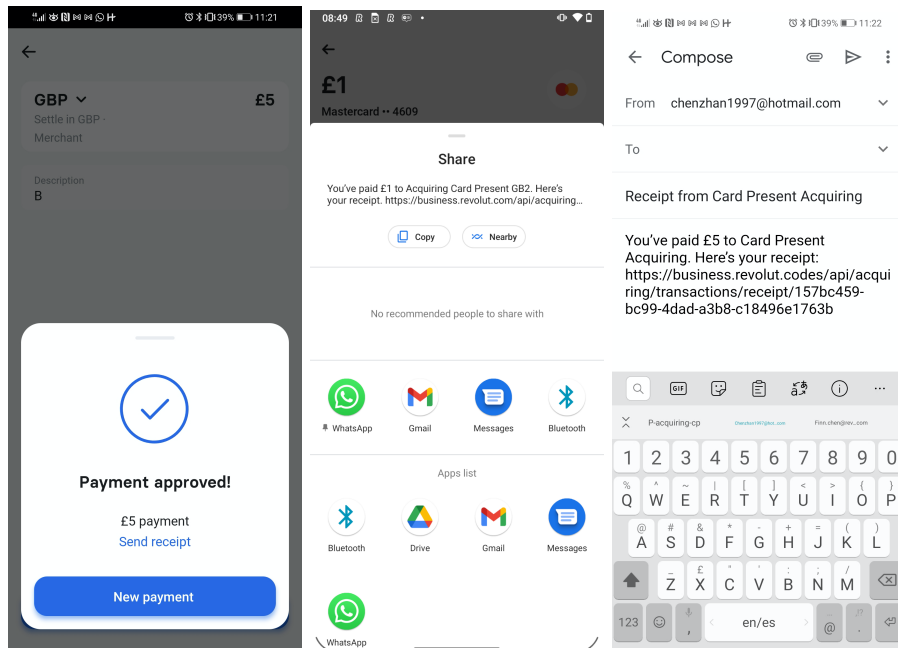 39% 11:21
GBP
£5
Settle in GBP ·
Merchant
Description
B
Payment approved!
£5 payment
Send receipt
New payment
08:49
£1
Mastercard •• 4609
Share
You've paid £1 to Acquiring Card Present GB2. Here's
your receipt. https://business.revolut.com/api/acquiring...
Copy
Nearby
No recommended people to share with
WhatsApp
Gmail
Messages
Bluetooth
Apps list
Bluetooth
Drive
Gmail
Messages
WhatsApp
39% 11:22
Compose
From chenzhan1997@hotmail.com
To
Receipt from Card Present Acquiring
You've paid £5 to Card Present
Acquiring. Here's your receipt:
https://business.revolut.codes/api/acqui
ring/transactions/receipt/157bc459-
bc99-4dad-a3b8-c18496e1763b
GIF
P-acquiring-cp
Finn.chen@rev...com
1 2 3 4 5 6 7 8 9 0
% ^ ~ | [ ] < > { }
Q W E R T Y U I O P
@ # & * - + = ( )
A S D F G H J K L
_ £ " ' : ; /
Z X C V B N M
123
,
en/es
@
.